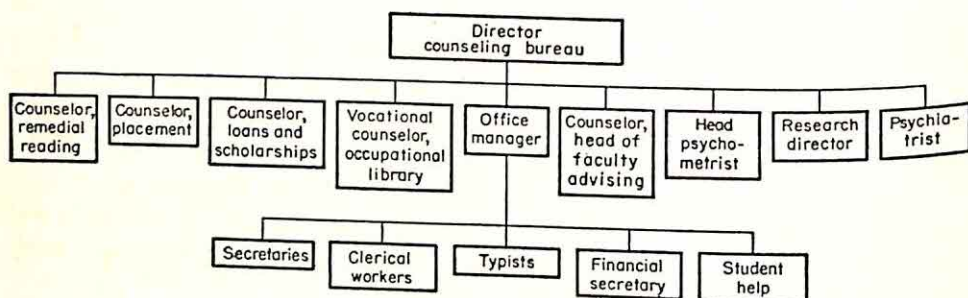 Director
counseling bureau
Counselor,
remedial
reading
Counselor,
placement
Counselor,
loans and
scholarships
Vocational
counselor,
occupational
library
Office
manager
Counselor,
head of
faculty
advising
Head
psycho-
metrist
Research
director
Psychia-
trist
Secretaries
Clerical
workers
Typists
Financial
secretary
Student
help